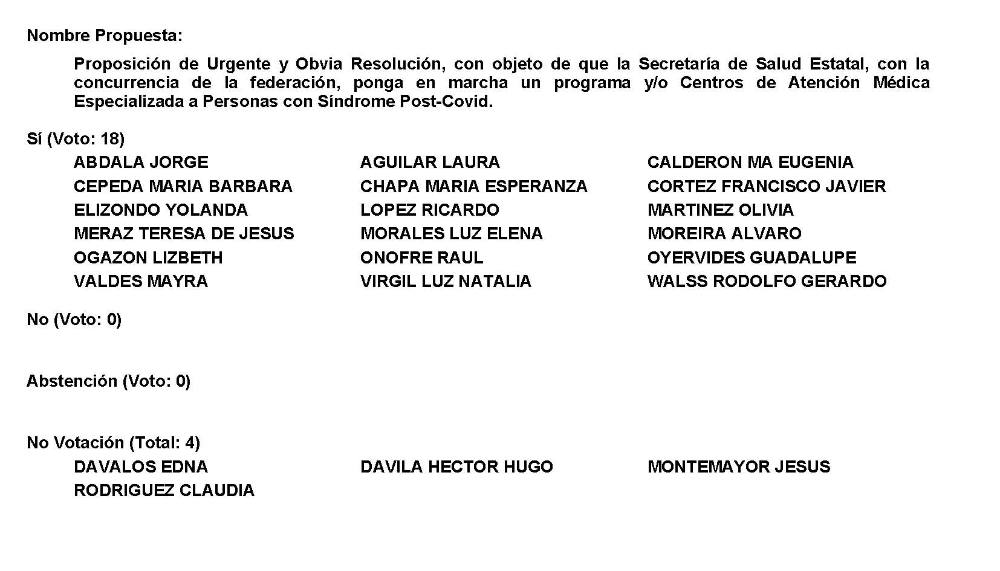 Nombre Propuesta:
Proposición de Urgente y Obvia Resolución, con objeto de que la Secretaría de Salud Estatal, con la
concurrencia de la federación, ponga en marcha un programa y/o Centros de Atención Médica
Especializada a Personas con Síndrome Post-Covid.
Sí (Voto: 18)
ABDALA JORGE AGUILAR LAURA CALDERON MA EUGENIA
CEPEDA MARIA BARBARA CHAPA MARIA ESPERANZA CORTEZ FRANCISCO JAVIER
ELIZONDO YOLANDA LOPEZ RICARDO MARTINEZ OLIVIA
MERAZ TERESA DE JESUS MORALES LUZ ELENA MOREIRA ALVARO
OGAZON LIZBETH ONOFRE RAUL OYERVIDES GUADALUPE
VALDES MAYRA VIRGIL LUZ NATALIA WALSS RODOLFO GERARDO
No (Voto: 0)
Abstención (Voto: 0)
No Votación (Total: 4)
DAVALOS EDNA DAVILA HECTOR HUGO MONTEMAYOR JESUS
RODRIGUEZ CLAUDIA